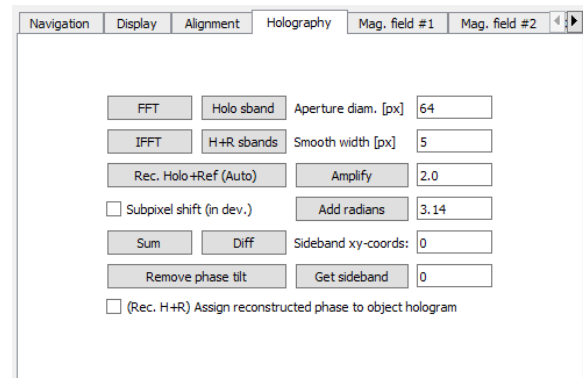 Navigation Display Alignment Holography Mag. field #1 Mag. field #2
FFT Holo sband Aperture diam. [px] 64
IFFT H+R sbands Smooth width [px] 5
Rec. Holo+Ref (Auto) Amplify 2.0
Subpixel shift (in dev.) Add radians 3.14
Sum Diff Sideband xy-coords: 0
Remove phase tilt Get sideband 0
(Rec. H+R) Assign reconstructed phase to object hologram